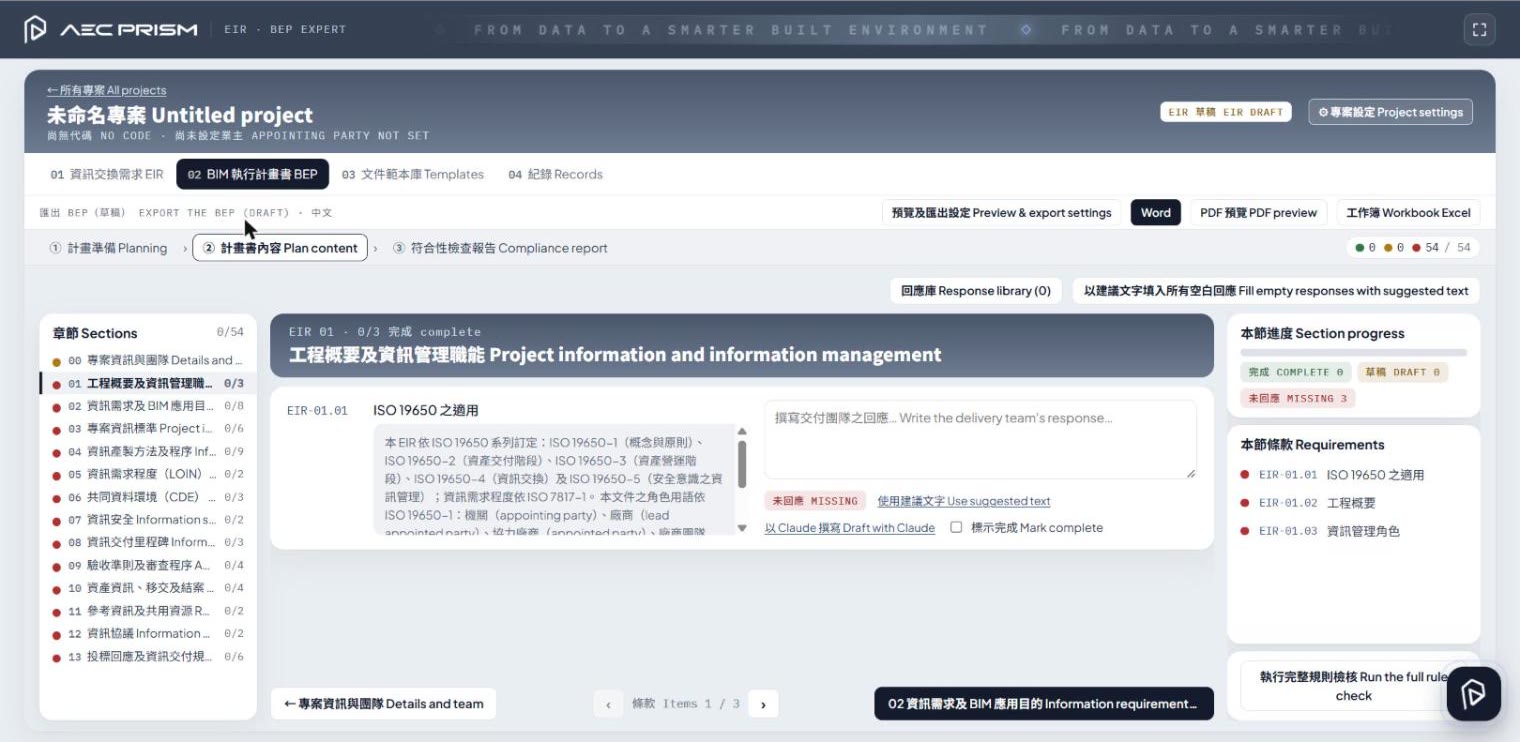 AEC PRISM
EIR · BEP EXPERT
FROM DATA TO A SMARTER BUILT ENVIRONMENT ◇ FROM DATA TO A SMARTER BUI
←所有專案 All projects
未命名專案 Untitled project
尚無代碼 NO CODE · 尚未設定業主 APPOINTING PARTY NOT SET
EIR 草稿 EIR DRAFT
⚙專案設定 Project settings
01 資訊交換需求 EIR
02 BIM 執行計畫書 BEP
03 文件範本庫 Templates
04 紀錄 Records
匯出 BEP（草稿） EXPORT THE BEP (DRAFT) · 中文
預覽及匯出設定 Preview & export settings
Word
PDF 預覽 PDF preview
工作簿 Workbook Excel
① 計畫準備 Planning
›
② 計畫書內容 Plan content
›
③ 符合性檢查報告 Compliance report
0 0 54 / 54
回應庫 Response library (0)
以建議文字填入所有空白回應 Fill empty responses with suggested text
章節 Sections 0/54
00 專案資訊與團隊 Details and ...
01 工程概要及資訊管理職... 0/3
02 資訊需求及 BIM 應用目... 0/8
03 專案資訊標準 Project i... 0/6
04 資訊產製方法及程序 Inf... 0/9
05 資訊需求程度（LOIN）... 0/2
06 共同資料環境（CDE）... 0/3
07 資訊安全 Information s... 0/2
08 資訊交付里程碑 Inform... 0/3
09 驗收準則及審查程序 A... 0/4
10 資產資訊、移交及結案... 0/4
11 參考資訊及共用資源 R... 0/2
12 資訊協議 Information ... 0/2
13 投標回應及資訊交付規... 0/6
EIR 01 · 0/3 完成 complete
工程概要及資訊管理職能 Project information and information management
EIR-01.01
ISO 19650 之適用
本 EIR 依 ISO 19650 系列訂定：ISO 19650-1（概念與原則）、
ISO 19650-2（資產交付階段）、ISO 19650-3（資產營運階
段）、ISO 19650-4（資訊交換）及 ISO 19650-5（安全意識之資
訊管理）；資訊需求程度依 ISO 7817-1。本文件之角色用語依
ISO 19650-1：機關（appointing party）、廠商（lead
appointed party）、協力廠商（appointed party）、廠商團隊
撰寫交付團隊之回應... Write the delivery team's response...
未回應 MISSING
使用建議文字 Use suggested text
以 Claude 撰寫 Draft with Claude
標示完成 Mark complete
本節進度 Section progress
完成 COMPLETE 0
草稿 DRAFT 0
未回應 MISSING 3
本節條款 Requirements
EIR-01.01 ISO 19650 之適用
EIR-01.02 工程概要
EIR-01.03 資訊管理角色
← 專案資訊與團隊 Details and team
‹ 條款 Items 1 / 3 ›
02 資訊需求及 BIM 應用目的 Information requirement...
執行完整規則檢核 Run the full rule
check